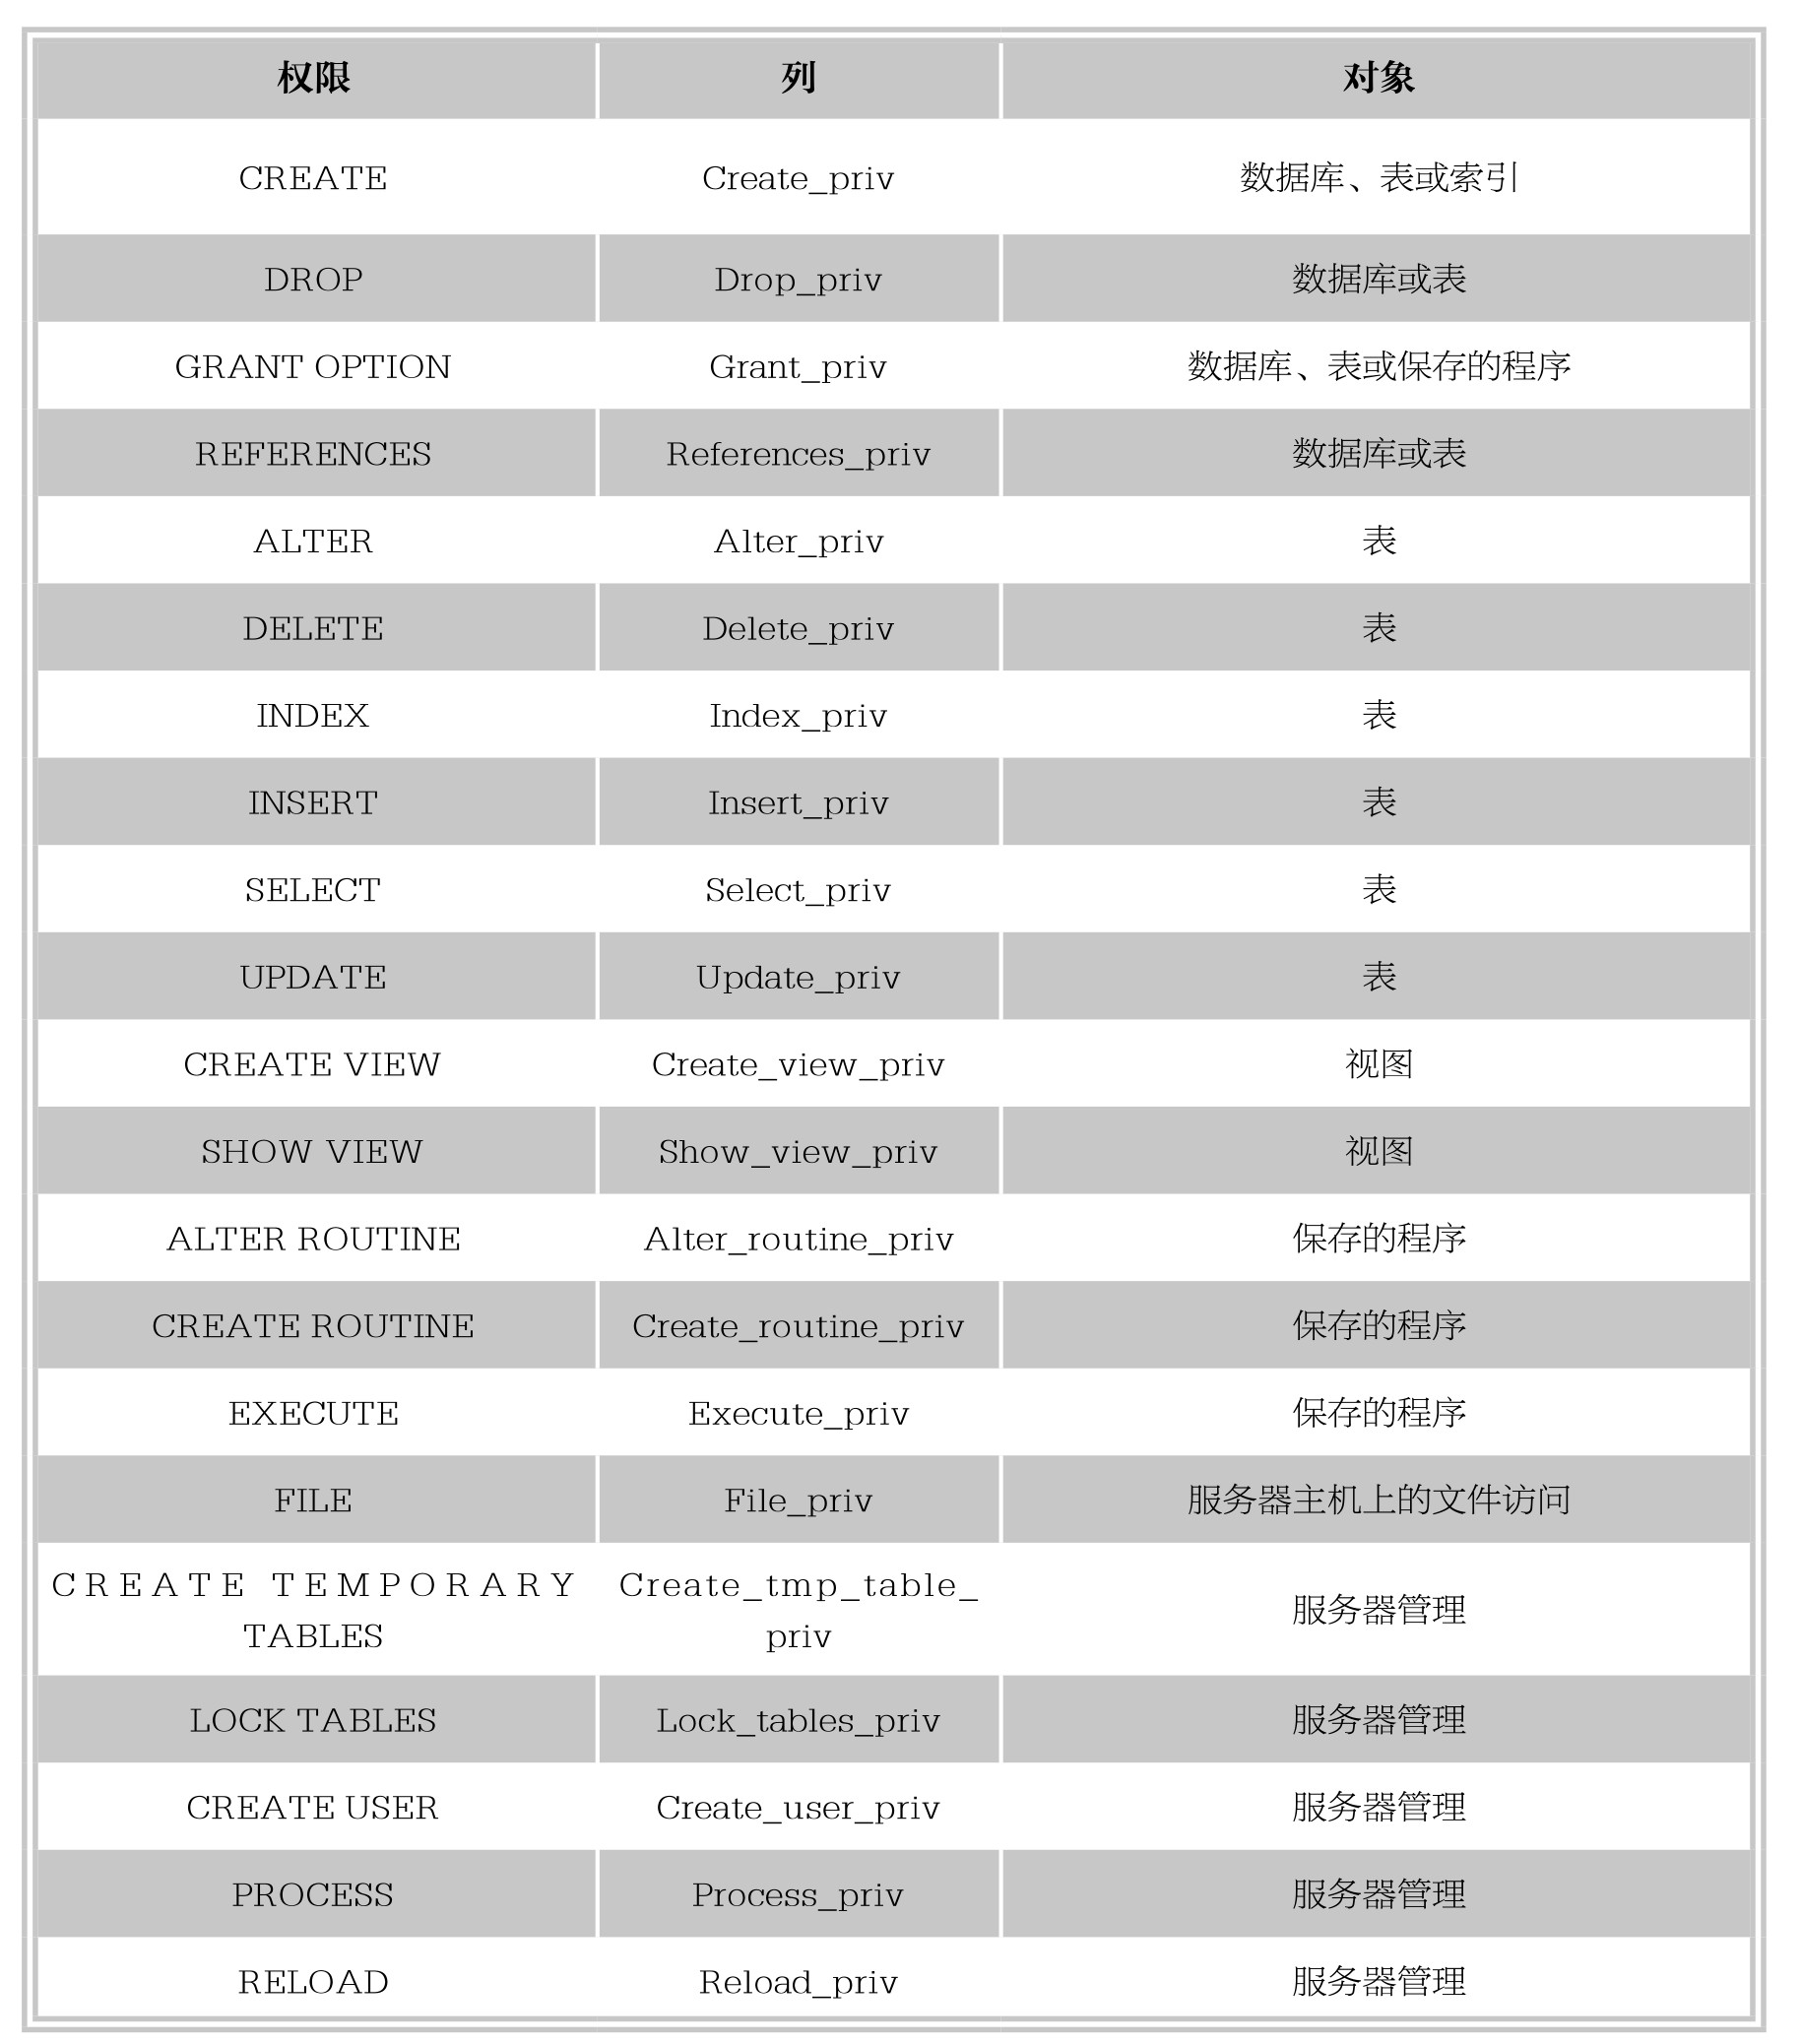 权限 列 对象
CREATE Create_priv 数据库、表或索引
DROP Drop_priv 数据库或表
GRANT OPTION Grant_priv 数据库、表或保存的程序
REFERENCES References_priv 数据库或表
ALTER Alter_priv 表
DELETE Delete_priv 表
INDEX Index_priv 表
INSERT Insert_priv 表
SELECT Select_priv 表
UPDATE Update_priv 表
CREATE VIEW Create_view_priv 视图
SHOW VIEW Show_view_priv 视图
ALTER ROUTINE Alter_routine_priv 保存的程序
CREATE ROUTINE Create_routine_priv 保存的程序
EXECUTE Execute_priv 保存的程序
FILE File_priv 服务器主机上的文件访问
CREATE TEMPORARY Create_tmp_table_
TABLES priv 服务器管理
LOCK TABLES Lock_tables_priv 服务器管理
CREATE USER Create_user_priv 服务器管理
PROCESS Process_priv 服务器管理
RELOAD Reload_priv 服务器管理